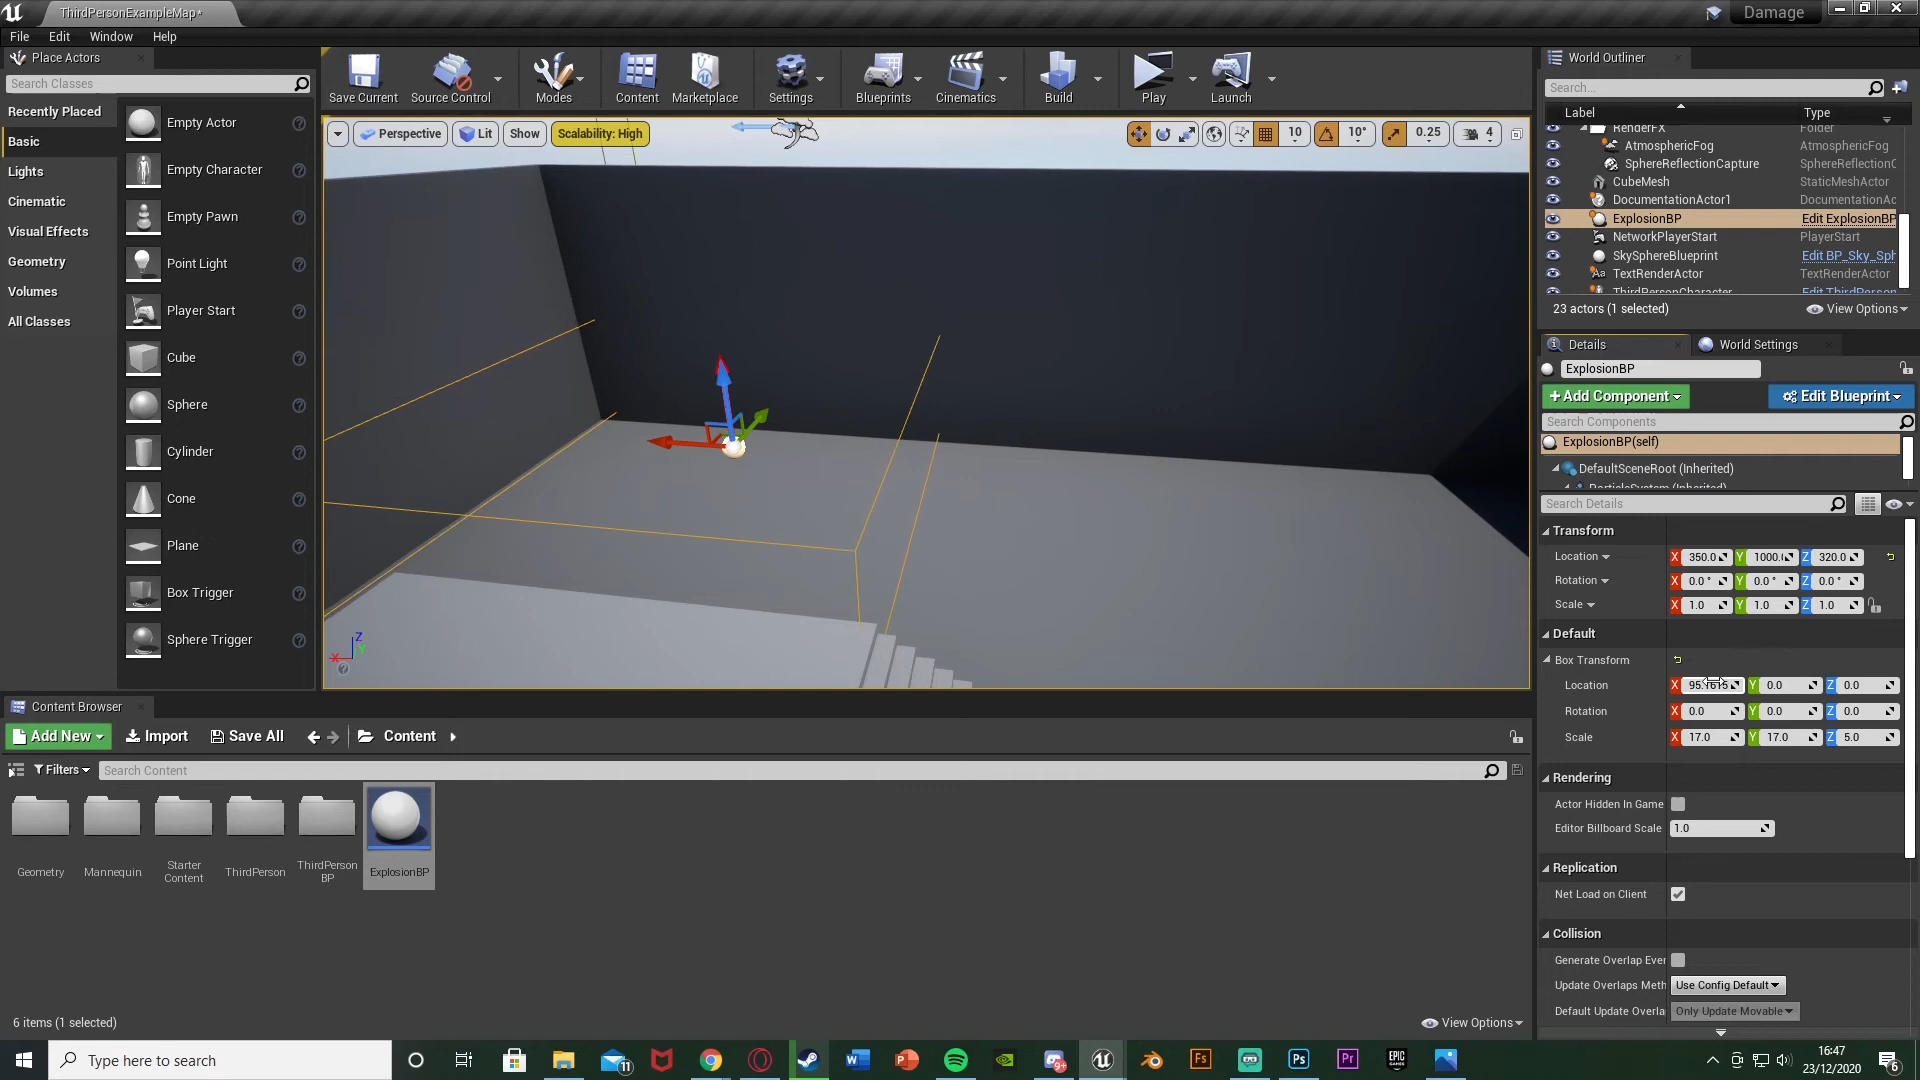 ThirdPersonExampleMap*
Damage
File Edit Window Help
Place Actors
Search Classes
Recently Placed
Basic
Lights
Cinematic
Visual Effects
Geometry
Volumes
All Classes
Empty Actor
Empty Character
Empty Pawn
Point Light
Player Start
Cube
Sphere
Cylinder
Cone
Plane
Box Trigger
Sphere Trigger
Save Current Source Control Modes Content Marketplace Settings Blueprints Cinematics Build Play Launch
Perspective Lit Show Scalability: High 10 10° 0.25 4
Z
X
World Outliner
Search...
Label Type
RenderFX Folder
AtmosphericFog AtmosphericFog
SphereReflectionCapture SphereReflectionC
CubeMesh StaticMeshActor
DocumentationActor1 DocumentationAc
ExplosionBP Edit ExplosionBP
NetworkPlayerStart PlayerStart
SkySphereBlueprint Edit BP_Sky_Sph
TextRenderActor TextRenderActor
ThirdPersonCharacter Edit ThirdPerson
23 actors (1 selected) View Options
Details World Settings
ExplosionBP
+Add Component Edit Blueprint
Search Components
ExplosionBP(self)
DefaultSceneRoot (Inherited)
ParticleSystem (Inherited)
Search Details
Transform
Location X 350.0 Y 1000.( Z 320.0
Rotation X 0.0 ° Y 0.0 ° Z 0.0 °
Scale X 1.0 Y 1.0 Z 1.0
Default
Box Transform
Location X Y 0.0 Z 0.0
Rotation X 0.0 Y 0.0 Z 0.0
Scale X 17.0 Y 17.0 Z 5.0
Rendering
Actor Hidden In Game
Editor Billboard Scale 1.0
Replication
Net Load on Client
Collision
Generate Overlap Ever
Update Overlaps Meth Use Config Default
Default Update Overla Only Update Movable
Content Browser
Add New Import Save All Content
Filters Search Content
Geometry
Mannequin
Starter
Content
ThirdPerson
ThirdPerson
BP
ExplosionBP
6 items (1 selected) View Options
Type here to search
11
16:47
23/12/2020
6